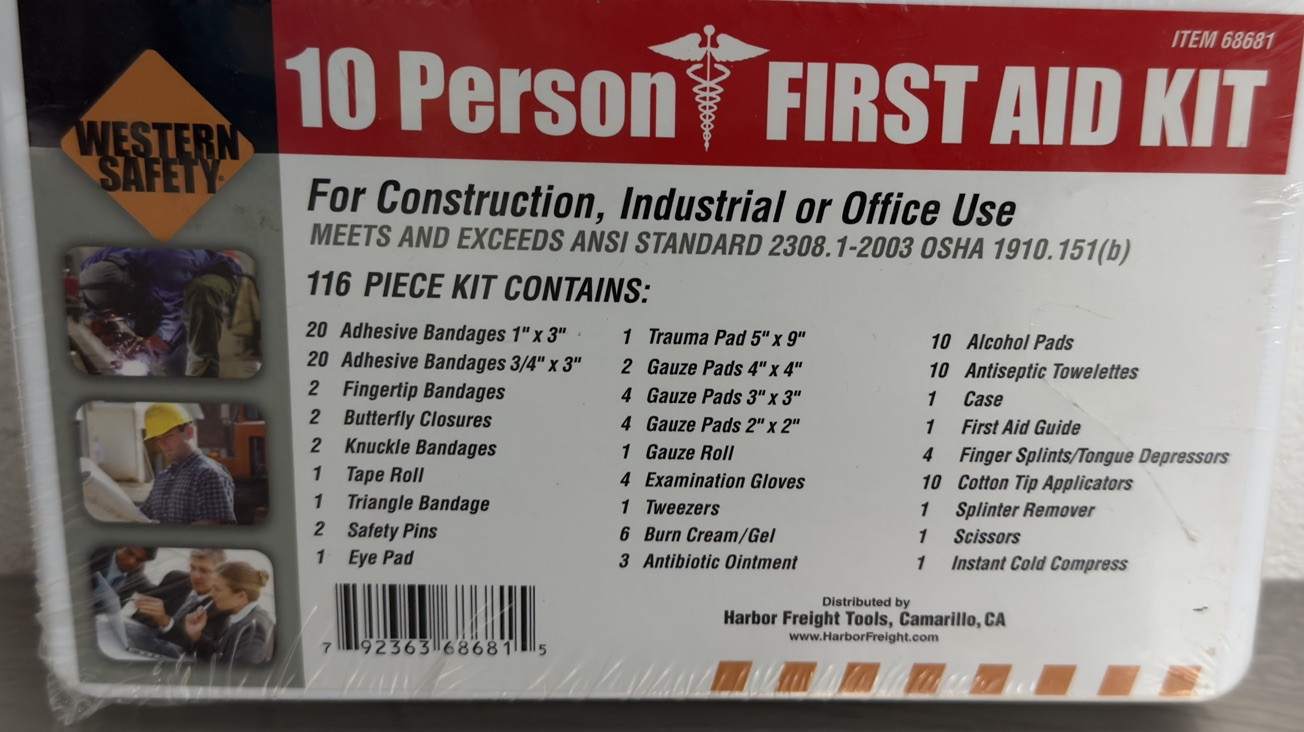 ITEM 68681
10 Person FIRST AID KIT
WESTERN
SAFETY®
For Construction, Industrial or Office Use
MEETS AND EXCEEDS ANSI STANDARD 2308.1-2003 OSHA 1910.151(b)
116 PIECE KIT CONTAINS:
20 Adhesive Bandages 1" x 3"
20 Adhesive Bandages 3/4" x 3"
2 Fingertip Bandages
2 Butterfly Closures
2 Knuckle Bandages
1 Tape Roll
1 Triangle Bandage
2 Safety Pins
1 Eye Pad
1 Trauma Pad 5" x 9"
2 Gauze Pads 4" x 4"
4 Gauze Pads 3" x 3"
4 Gauze Pads 2" x 2"
1 Gauze Roll
4 Examination Gloves
1 Tweezers
6 Burn Cream/Gel
3 Antibiotic Ointment
10 Alcohol Pads
10 Antiseptic Towelettes
1 Case
1 First Aid Guide
4 Finger Splints/Tongue Depressors
10 Cotton Tip Applicators
1 Splinter Remover
1 Scissors
1 Instant Cold Compress
7 92363 68681 5
Distributed by
Harbor Freight Tools, Camarillo, CA
www.HarborFreight.com